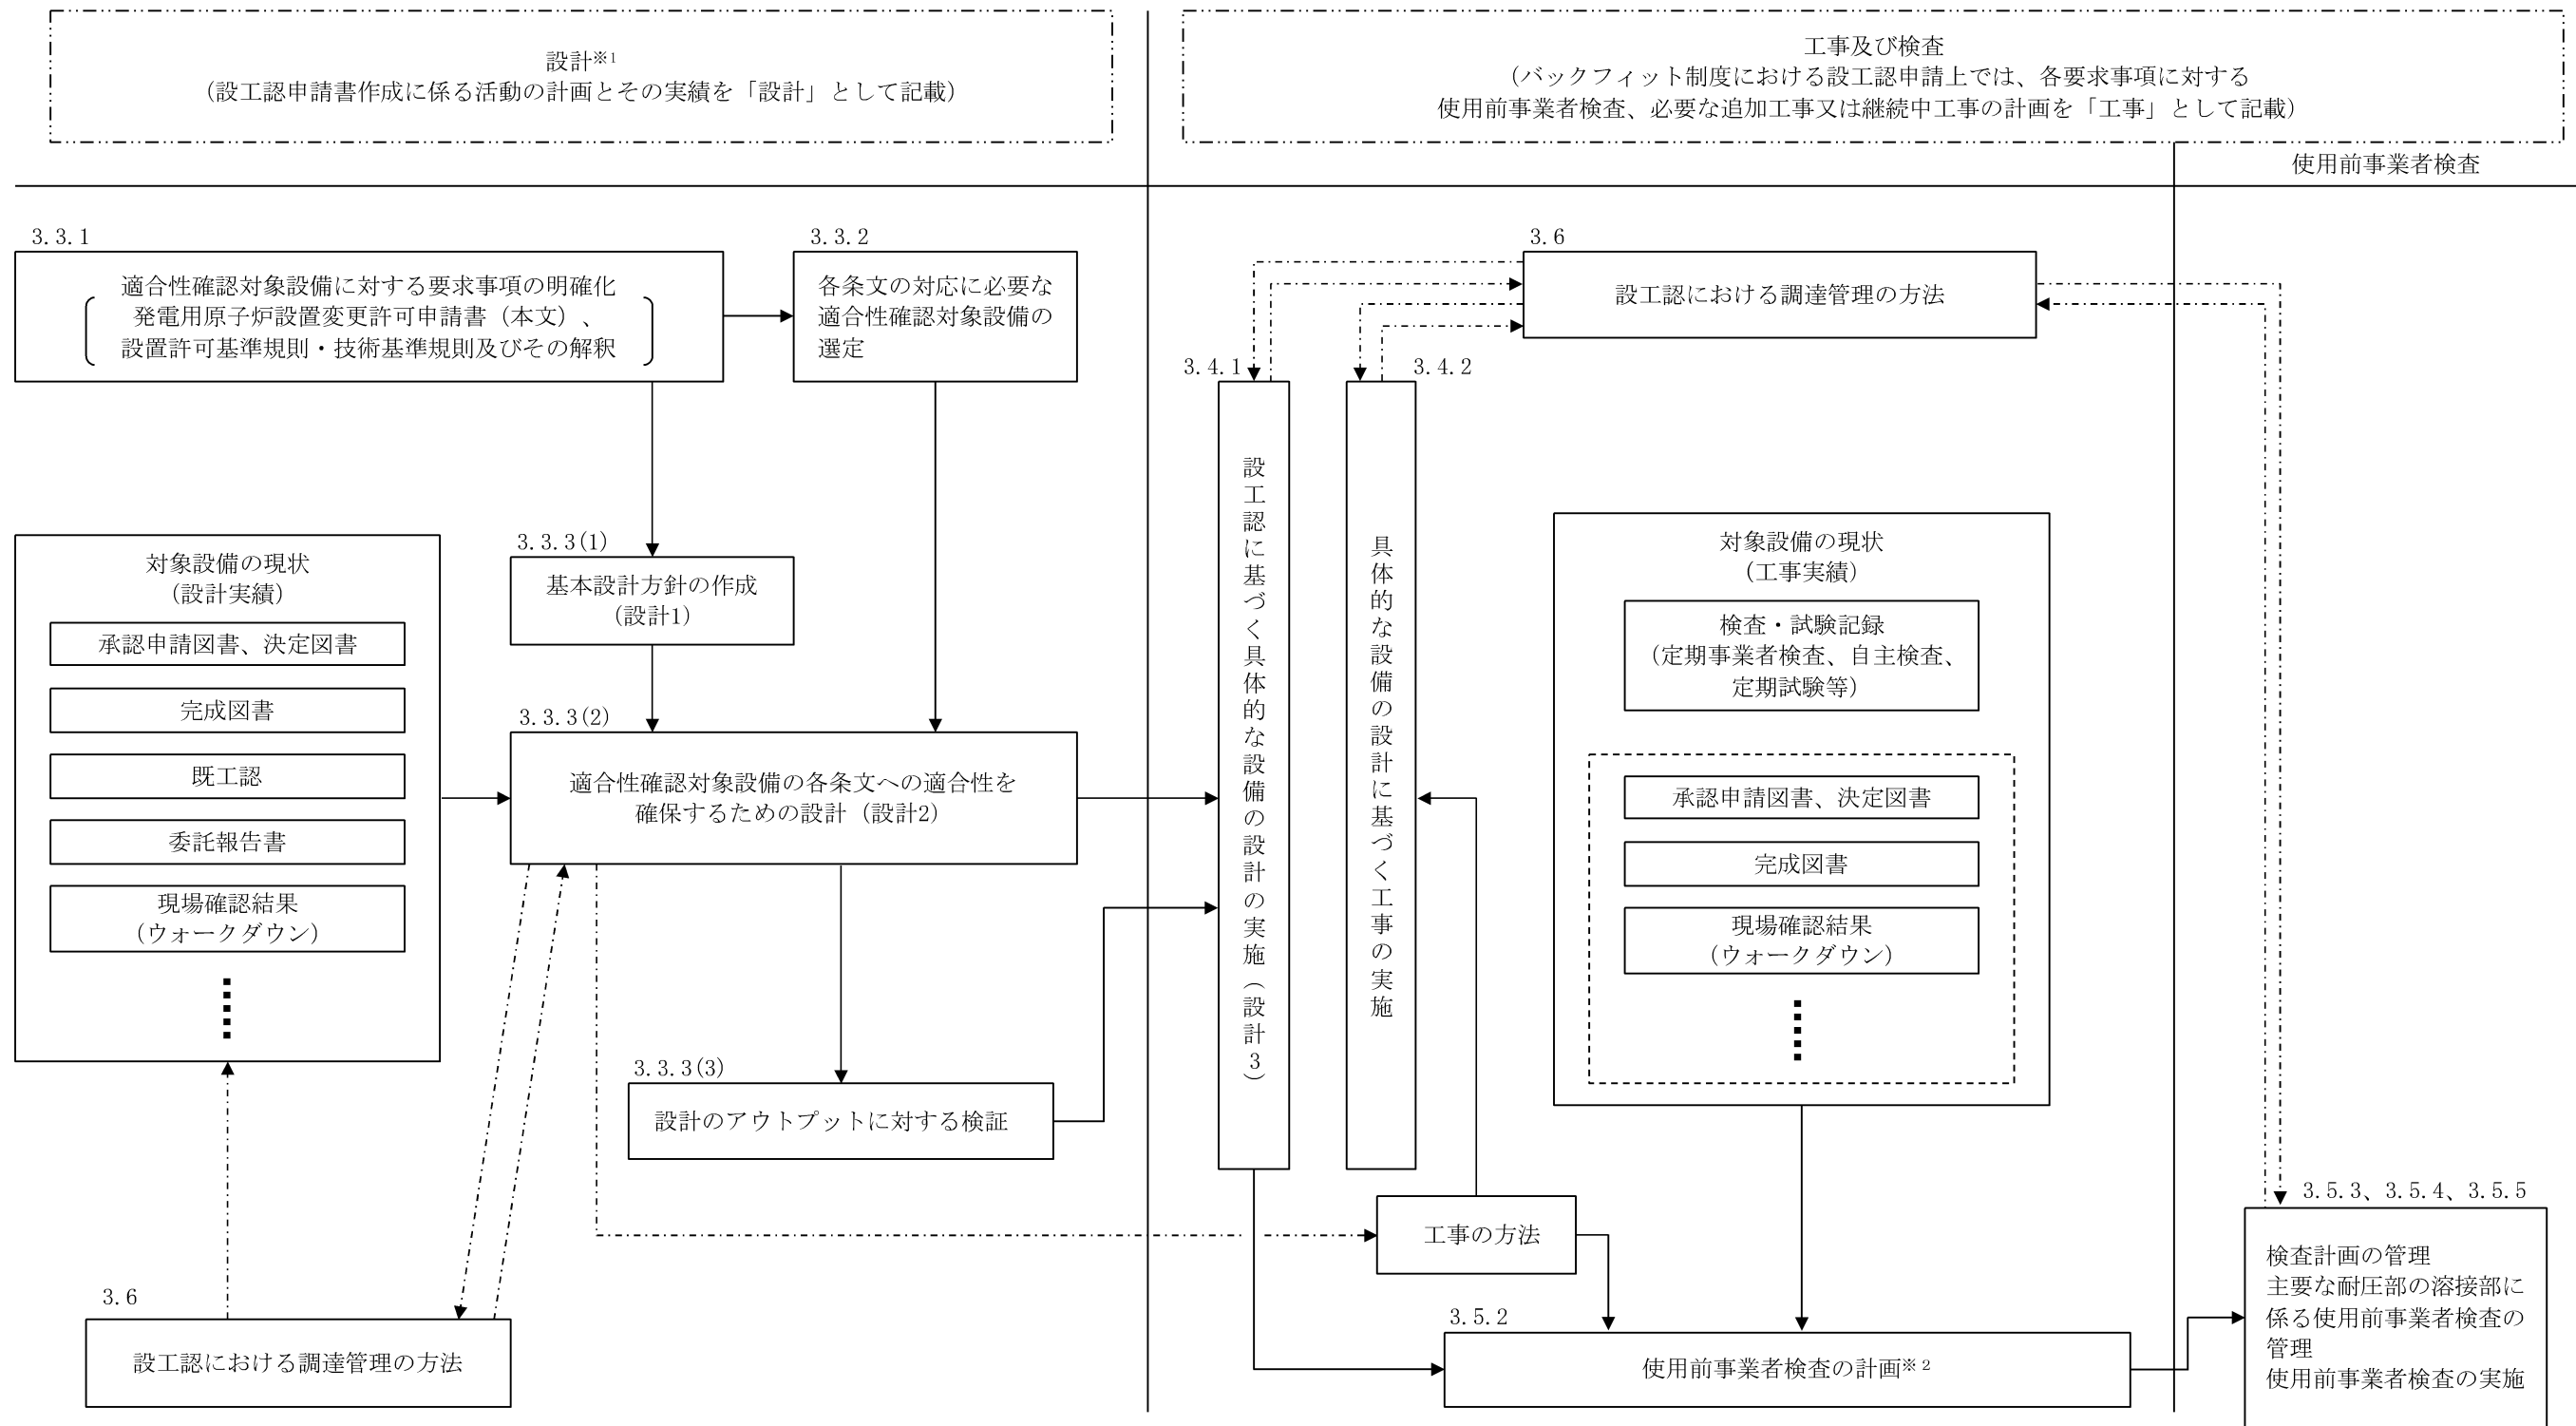 設計※1
（設工認申請書作成に係る活動の計画とその実績を「設計」として記載）
工事及び検査
（バックフィット制度における設工認申請上では、各要求事項に対する
使用前事業者検査、必要な追加工事又は継続中工事の計画を「工事」として記載）
使用前事業者検査
3.3.1
適合性確認対象設備に対する要求事項の明確化
発電用原子炉設置変更許可申請書（本文）、
設置許可基準規則・技術基準規則及びその解釈
3.3.2
各条文の対応に必要な
適合性確認対象設備の
選定
対象設備の現状
（設計実績）
承認申請図書、決定図書
完成図書
既工認
委託報告書
現場確認結果
（ウォークダウン）
3.3.3(1)
基本設計方針の作成
（設計1）
3.3.3(2)
適合性確認対象設備の各条文への適合性を
確保するための設計（設計2）
3.3.3(3)
設計のアウトプットに対する検証
3.6
設工認における調達管理の方法
3.6
設工認における調達管理の方法
3.4.1
設工認に基づく具体的な設備の設計の実施（設計3）
3.4.2
具体的な設備の設計に基づく工事の実施
対象設備の現状
（工事実績）
検査・試験記録
（定期事業者検査、自主検査、
定期試験等）
承認申請図書、決定図書
完成図書
現場確認結果
（ウォークダウン）
工事の方法
3.5.2
使用前事業者検査の計画※2
3.5.3、3.5.4、3.5.5
検査計画の管理
主要な耐圧部の溶接部に
係る使用前事業者検査の
管理
使用前事業者検査の実施